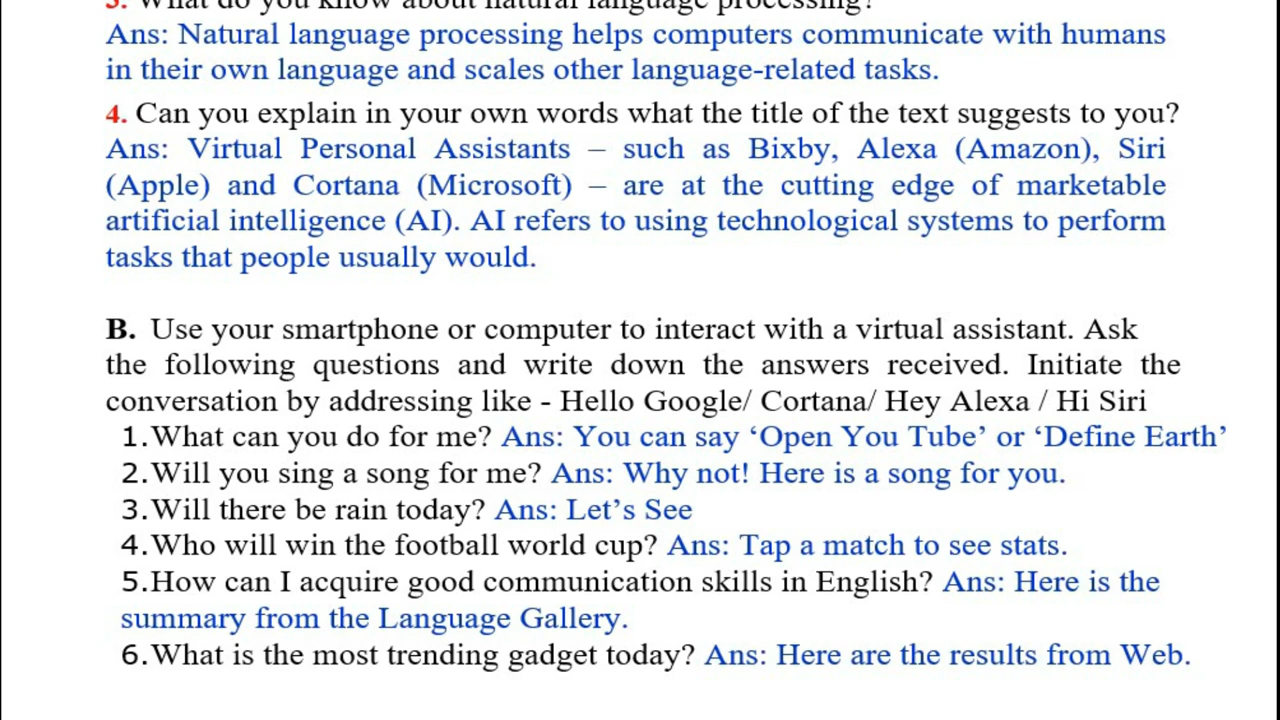 3. What do you know about natural language processing?
Ans: Natural language processing helps computers communicate with humans
in their own language and scales other language-related tasks.
4. Can you explain in your own words what the title of the text suggests to you?
Ans: Virtual Personal Assistants – such as Bixby, Alexa (Amazon), Siri
(Apple) and Cortana (Microsoft) – are at the cutting edge of marketable
artificial intelligence (AI). AI refers to using technological systems to perform
tasks that people usually would.
B. Use your smartphone or computer to interact with a virtual assistant. Ask
the following questions and write down the answers received. Initiate the
conversation by addressing like - Hello Google/ Cortana/ Hey Alexa / Hi Siri
1.What can you do for me? Ans: You can say ‘Open You Tube’ or ‘Define Earth’
2.Will you sing a song for me? Ans: Why not! Here is a song for you.
3.Will there be rain today? Ans: Let’s See
4.Who will win the football world cup? Ans: Tap a match to see stats.
5.How can I acquire good communication skills in English? Ans: Here is the
summary from the Language Gallery.
6.What is the most trending gadget today? Ans: Here are the results from Web.